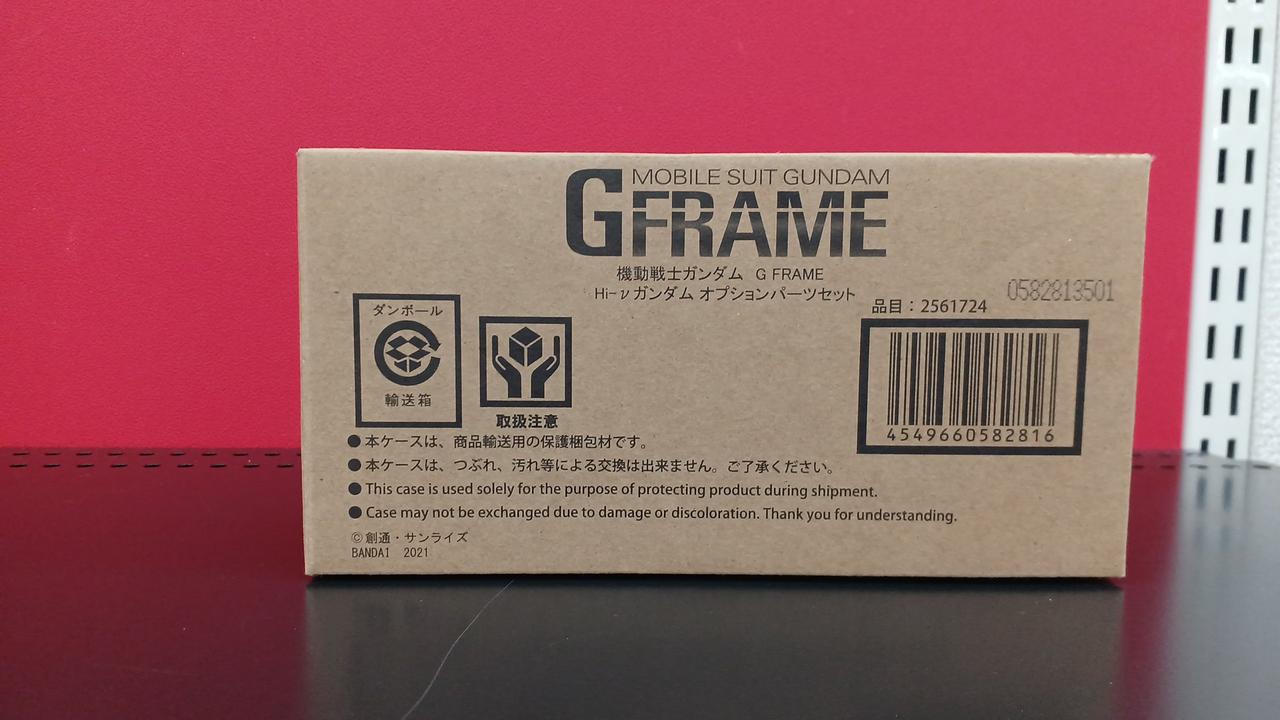 MOBILE SUIT GUNDAM
GFRAME
機動戦士ガンダム G FRAME
Hi-νガンダム オプションパーツセット
0582813501
品目：2561724
4549660582816
ダンボール
輸送箱
取扱注意
●本ケースは、商品輸送用の保護梱包材です。
●本ケースは、つぶれ、汚れ等による交換は出来ません。ご了承ください。
●This case is used solely for the purpose of protecting product during shipment.
●Case may not be exchanged due to damage or discoloration. Thank you for understanding.
©創通・サンライズ
BANDAI 2021